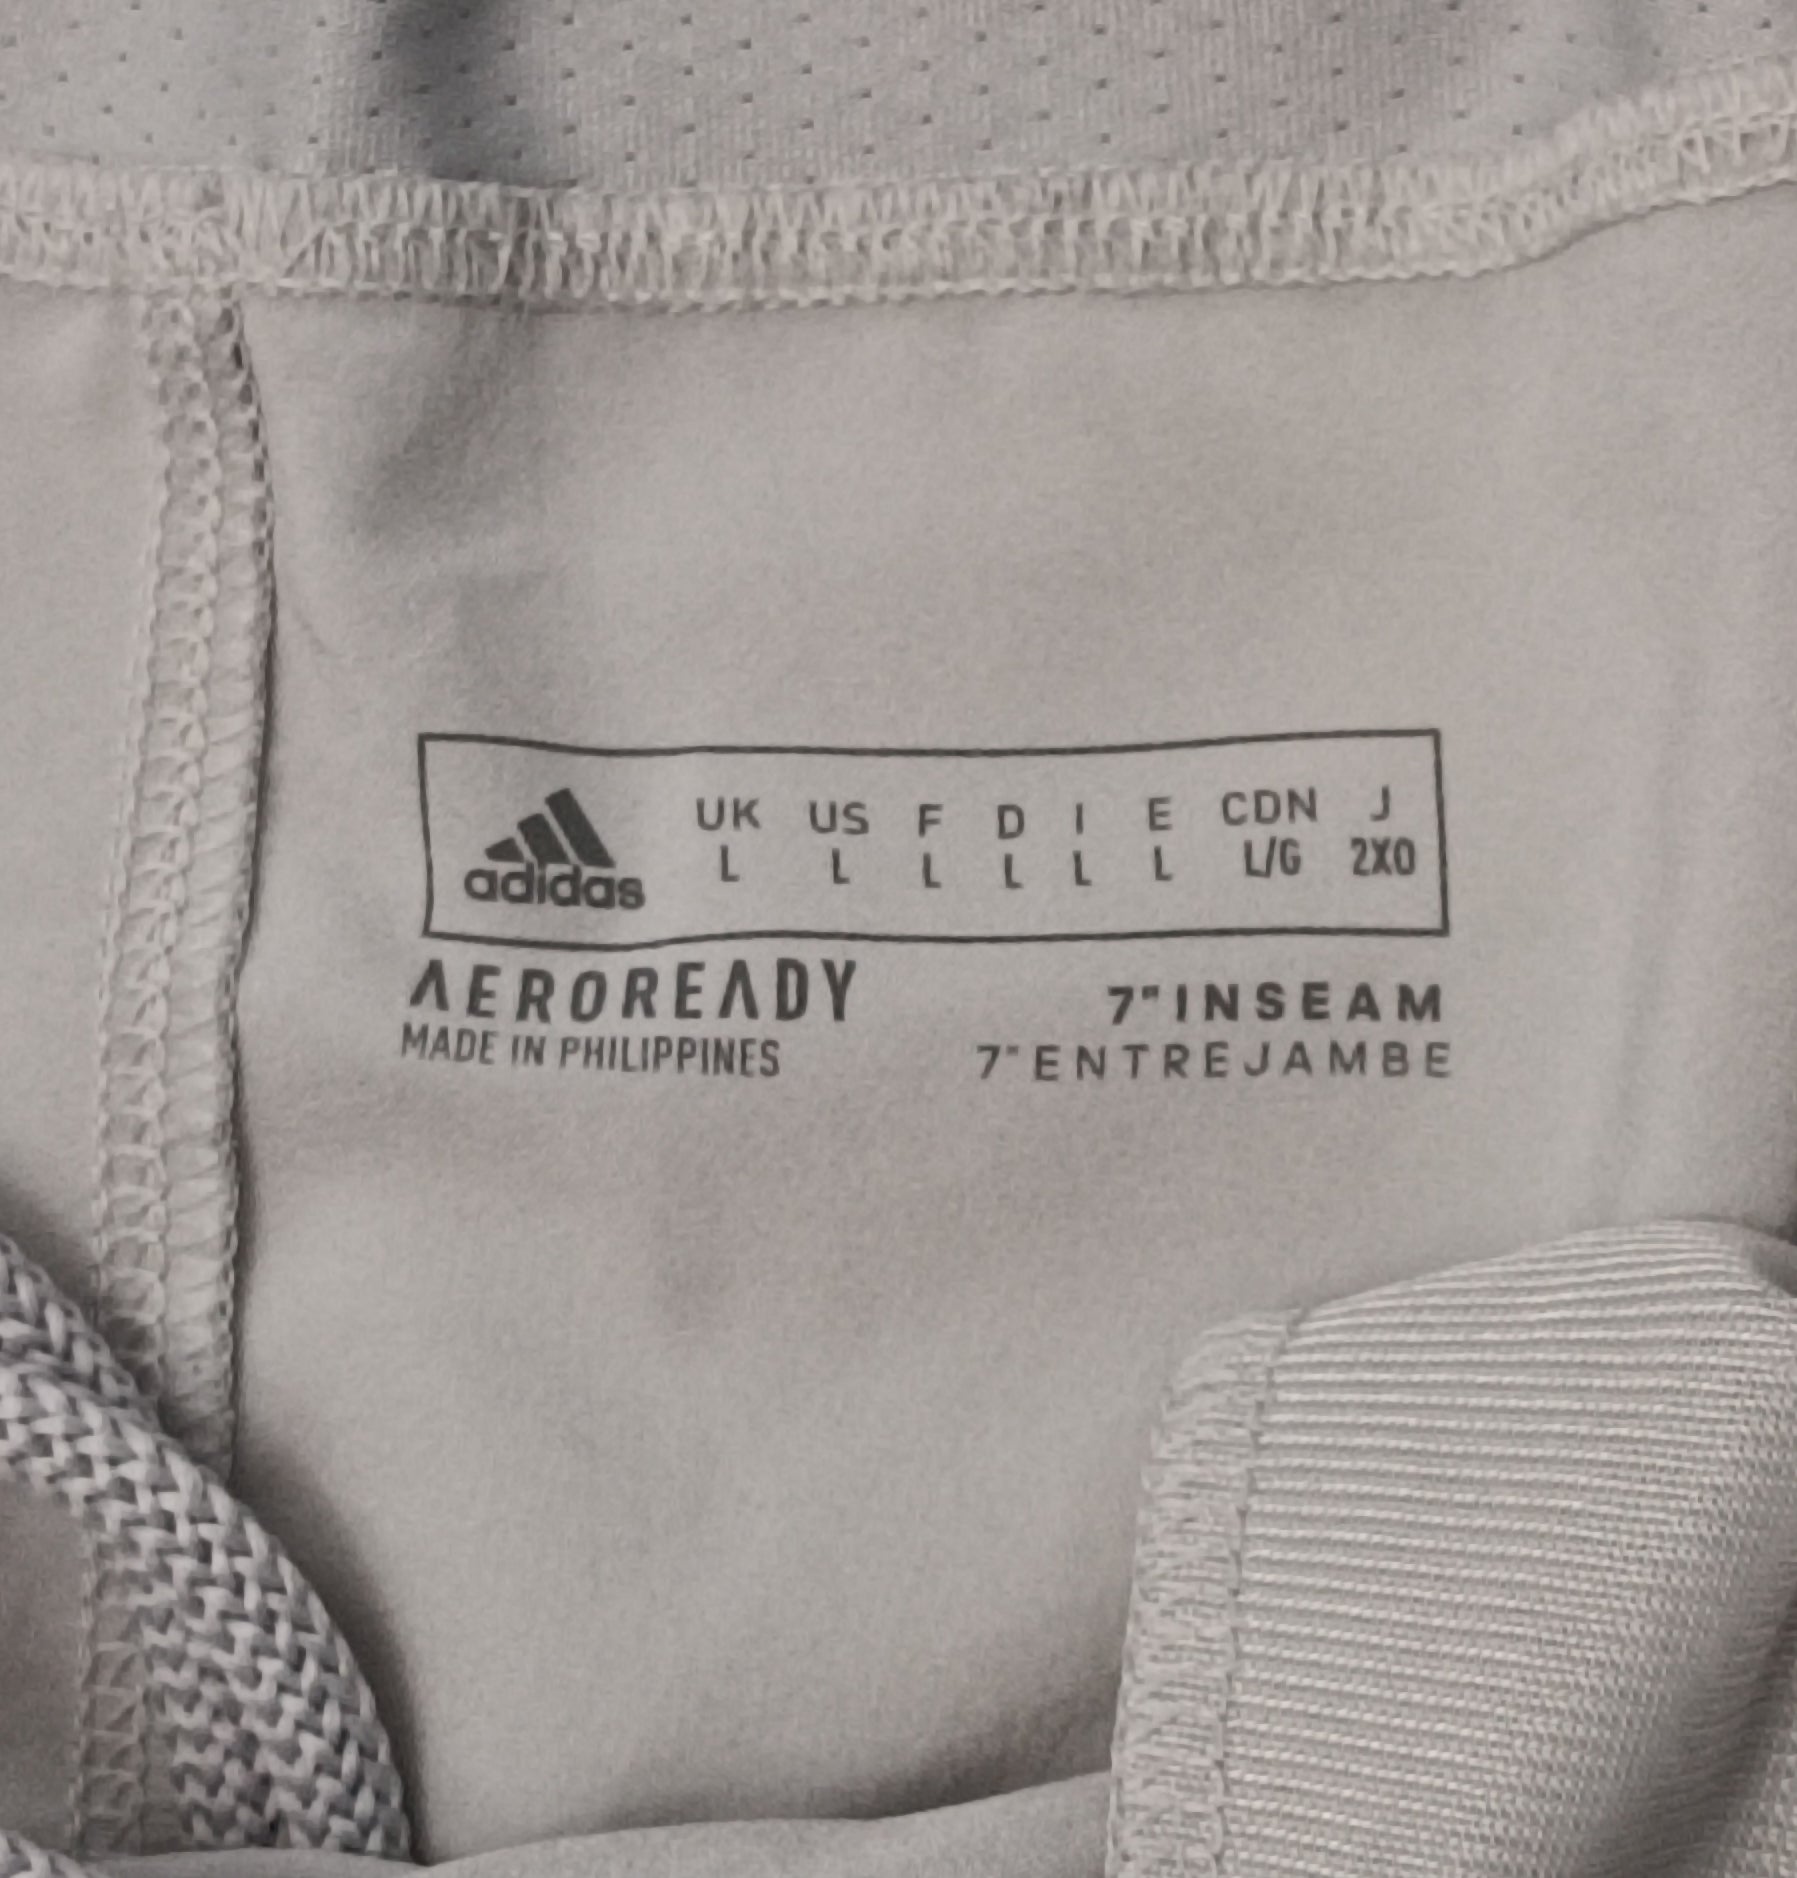 adidas
UK US F D I E CDN J
L L L L L L L/G 2XO
AEROREADY
MADE IN PHILIPPINES
7" INSEAM
7" ENTREJAMBE